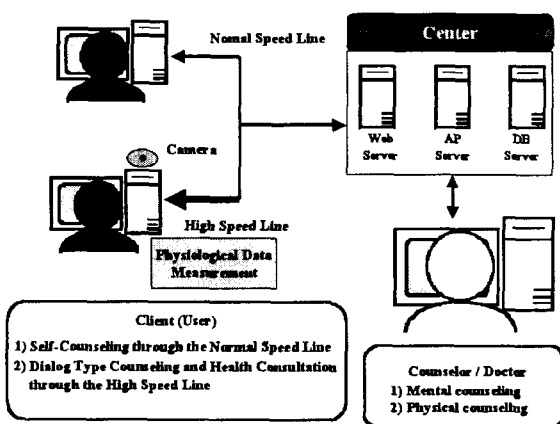 Nomal Speed Line
Center
Web
Server
AP
Server
DB
Server
Camera
High Speed Line
Physiological Data
Measurement
Client (User)
1) Self-Counseling through the Normal Speed Line
2) Dialog Type Counseling and Health Consultation
through the High Speed Line
Counselor / Doctor
1) Mental counseling
2) Physical counseling